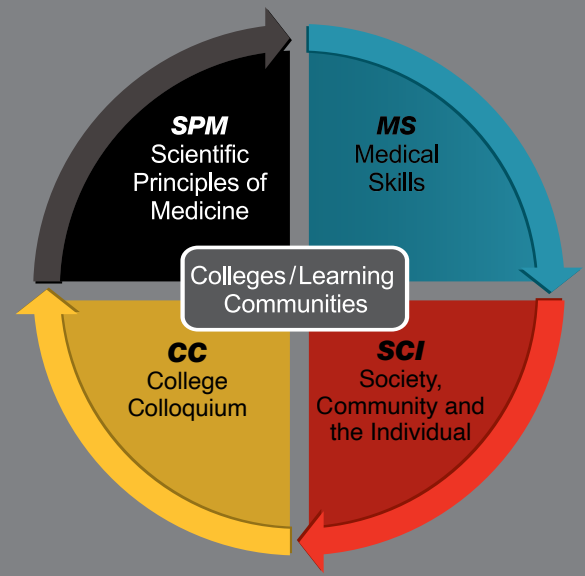 SPM
Scientific
Principles of
Medicine
MS
Medical
Skills
Colleges/Learning
Communities
CC
College
Colloquium
SCI
Society,
Community and
the Individual